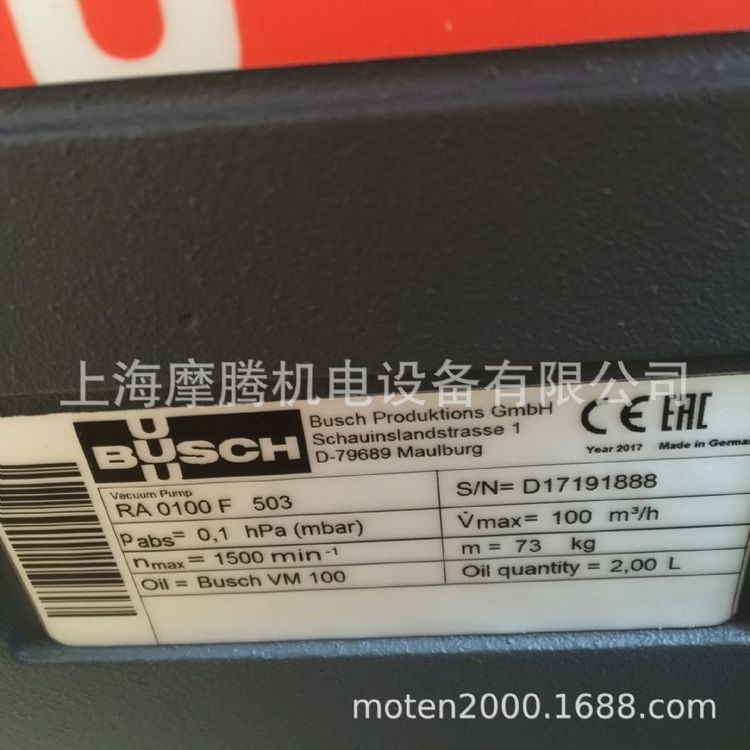 上海摩腾机电设备有限公司
BUSCH
Busch Produktions GmbH
Schauinslandstrasse 1
D-79689 Maulburg
CE EAC
Year 2017 Made in German
Vacuum Pump
RA 0100 F 503
S/N= D17191888
Pabs= 0,1 hPa (mbar)
V̇max= 100 m³/h
nmax= 1500 min⁻¹
m = 73 kg
Oil = Busch VM 100
Oil quantity = 2,00 L
moten2000.1688.com